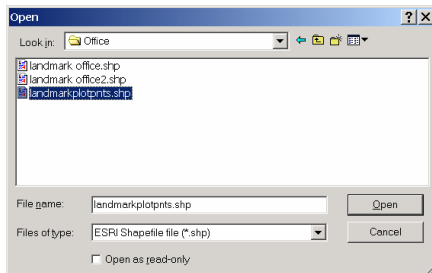 Open
Look in: Office
landmark office.shp
landmark office2.shp
landmarkplotpnts.shp
File name: landmarkplotpnts.shp Open
Files of type: ESRI Shapefile file (*.shp) Cancel
Open as read-only